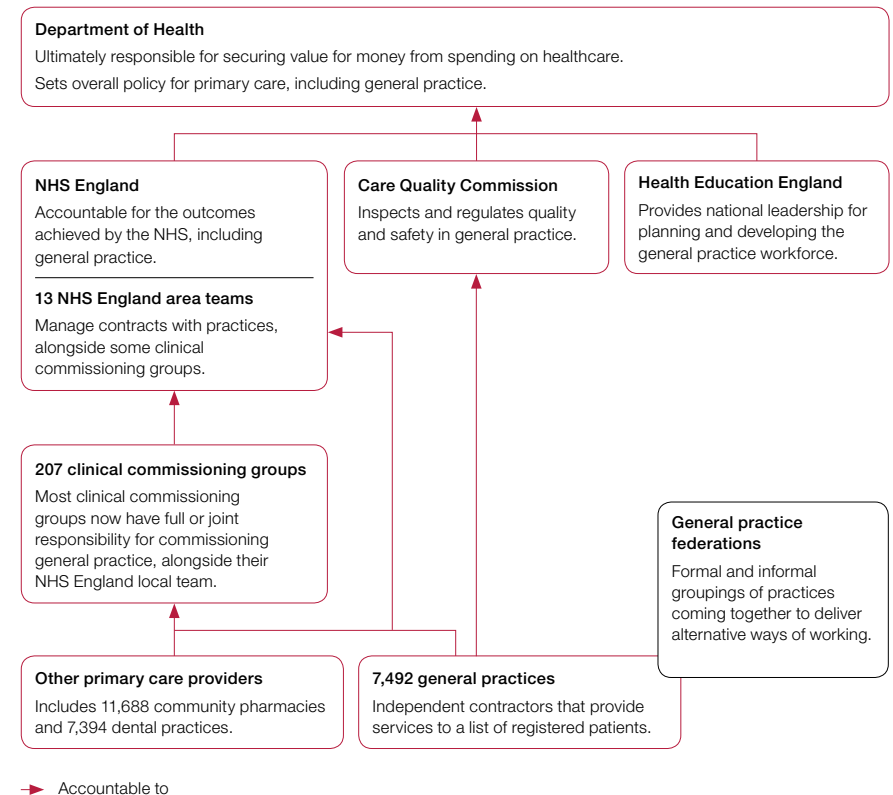 Department of Health
Ultimately responsible for securing value for money from spending on healthcare.
Sets overall policy for primary care, including general practice.
NHS England
Accountable for the outcomes
achieved by the NHS, including
general practice.
13 NHS England area teams
Manage contracts with practices,
alongside some clinical
commissioning groups.
Care Quality Commission
Inspects and regulates quality
and safety in general practice.
Health Education England
Provides national leadership for
planning and developing the
general practice workforce.
207 clinical commissioning groups
Most clinical commissioning
groups now have full or joint
responsibility for commissioning
general practice, alongside their
NHS England local team.
General practice
federations
Formal and informal
groupings of practices
coming together to deliver
alternative ways of working.
Other primary care providers
Includes 11,688 community pharmacies
and 7,394 dental practices.
7,492 general practices
Independent contractors that provide
services to a list of registered patients.
Accountable to